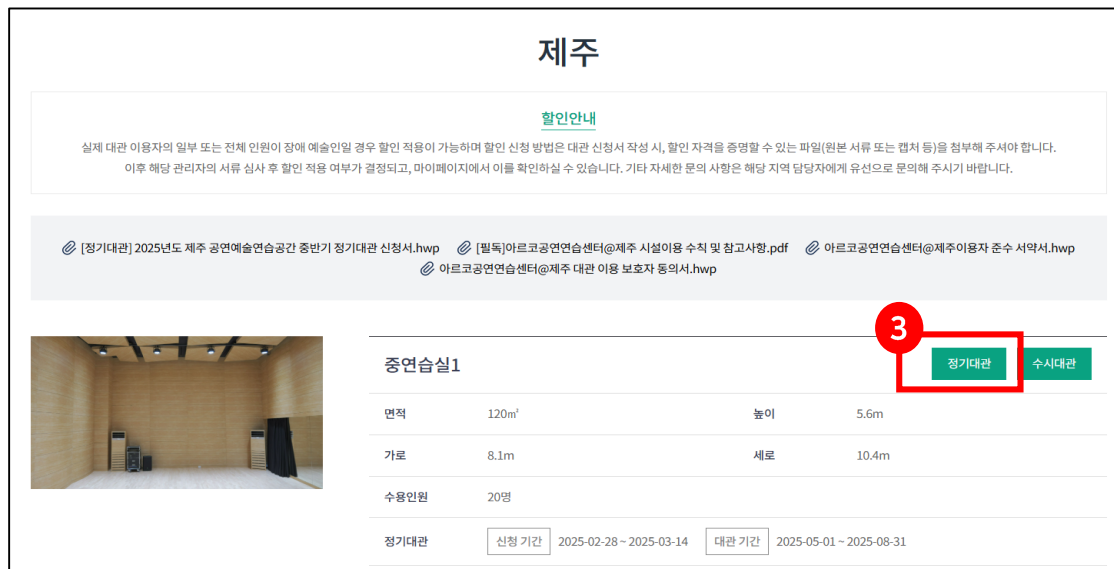 제주
할인안내
실제 대관 이용자의 일부 또는 전체 인원이 장애 예술인일 경우 할인 적용이 가능하며 할인 신청 방법은 대관 신청서 작성 시, 할인 자격을 증명할 수 있는 파일(원본 서류 또는 캡처 등)을 첨부해 주셔야 합니다.
이후 해당 관리자의 서류 심사 후 할인 적용 여부가 결정되고, 마이페이지에서 이를 확인하실 수 있습니다. 기타 자세한 문의 사항은 해당 지역 담당자에게 유선으로 문의해 주시기 바랍니다.
[정기대관] 2025년도 제주 공연예술연습공간 중반기 정기대관 신청서.hwp [필독]아르코공연연습센터@제주 시설이용 수칙 및 참고사항.pdf 아르코공연연습센터@제주이용자 준수 서약서.hwp
아르코공연연습센터@제주 대관 이용 보호자 동의서.hwp
3
중연습실1 정기대관 수시대관
면적 120㎡ 높이 5.6m
가로 8.1m 세로 10.4m
수용인원 20명
정기대관 신청 기간 2025-02-28 ~ 2025-03-14 대관 기간 2025-05-01 ~ 2025-08-31